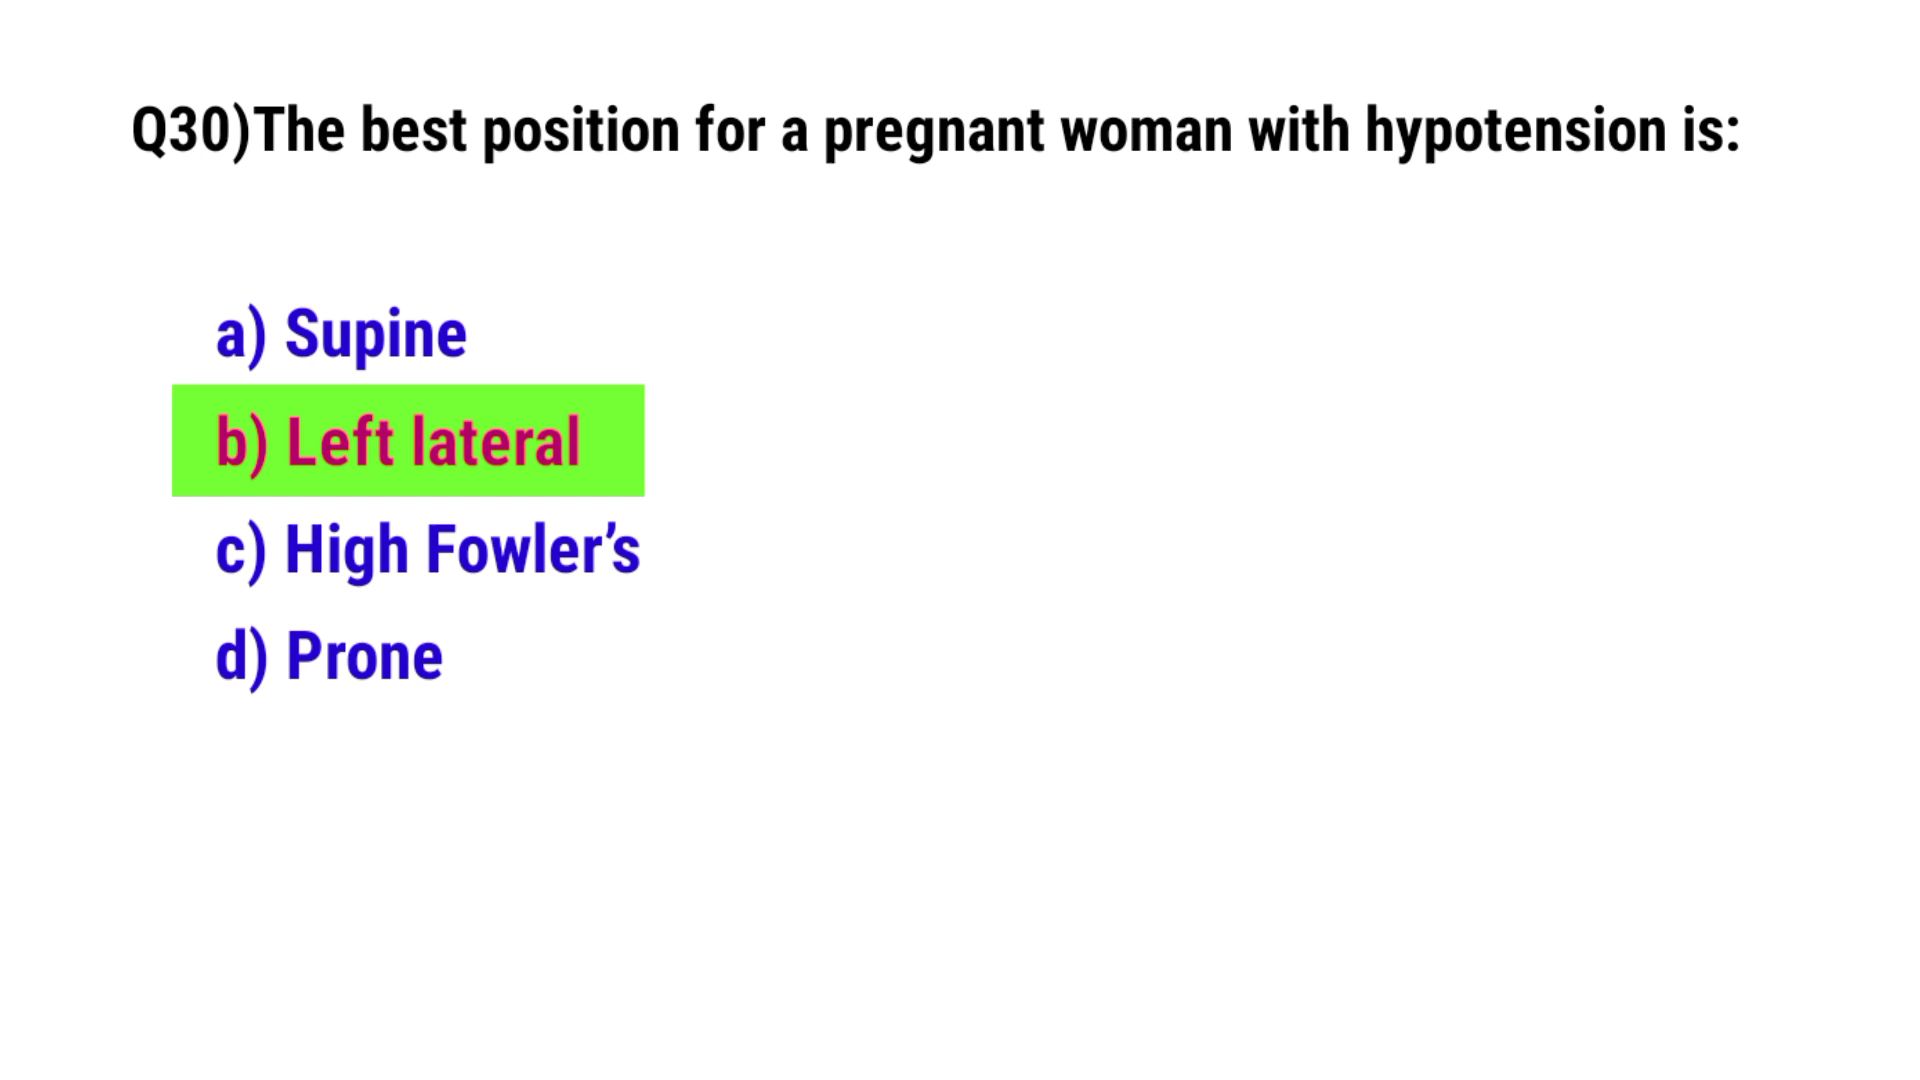 Q30)The best position for a pregnant woman with hypotension is:
a) Supine
b) Left lateral
c) High Fowler’s
d) Prone